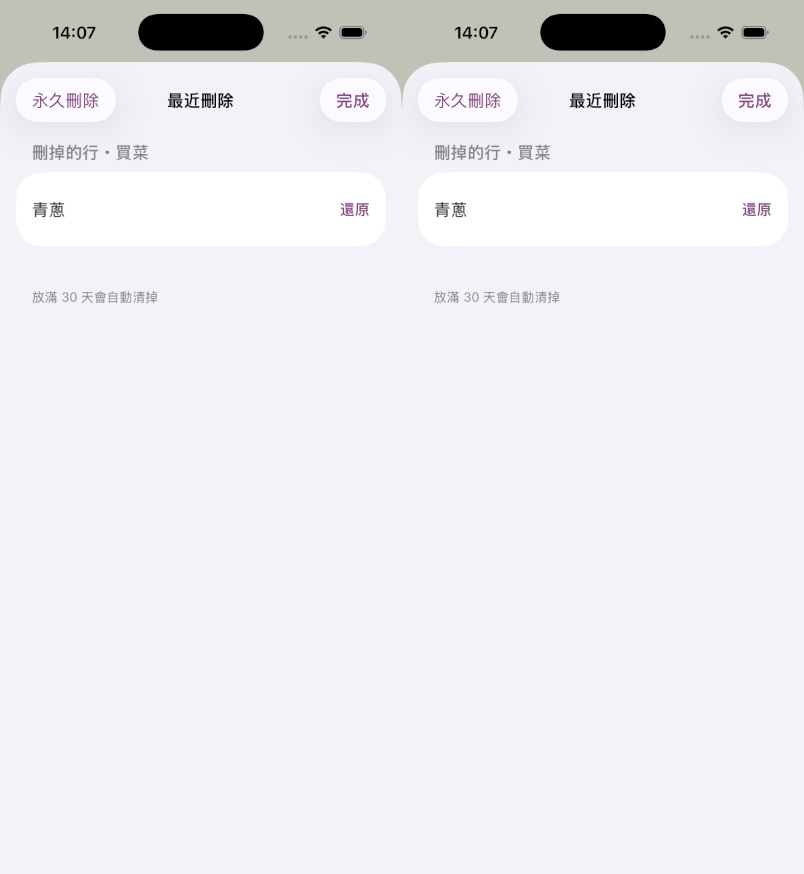 14:07
永久刪除 最近刪除 完成
刪掉的行・買菜
青蔥 還原
放滿 30 天會自動清掉
14:07
永久刪除 最近刪除 完成
刪掉的行・買菜
青蔥 還原
放滿 30 天會自動清掉